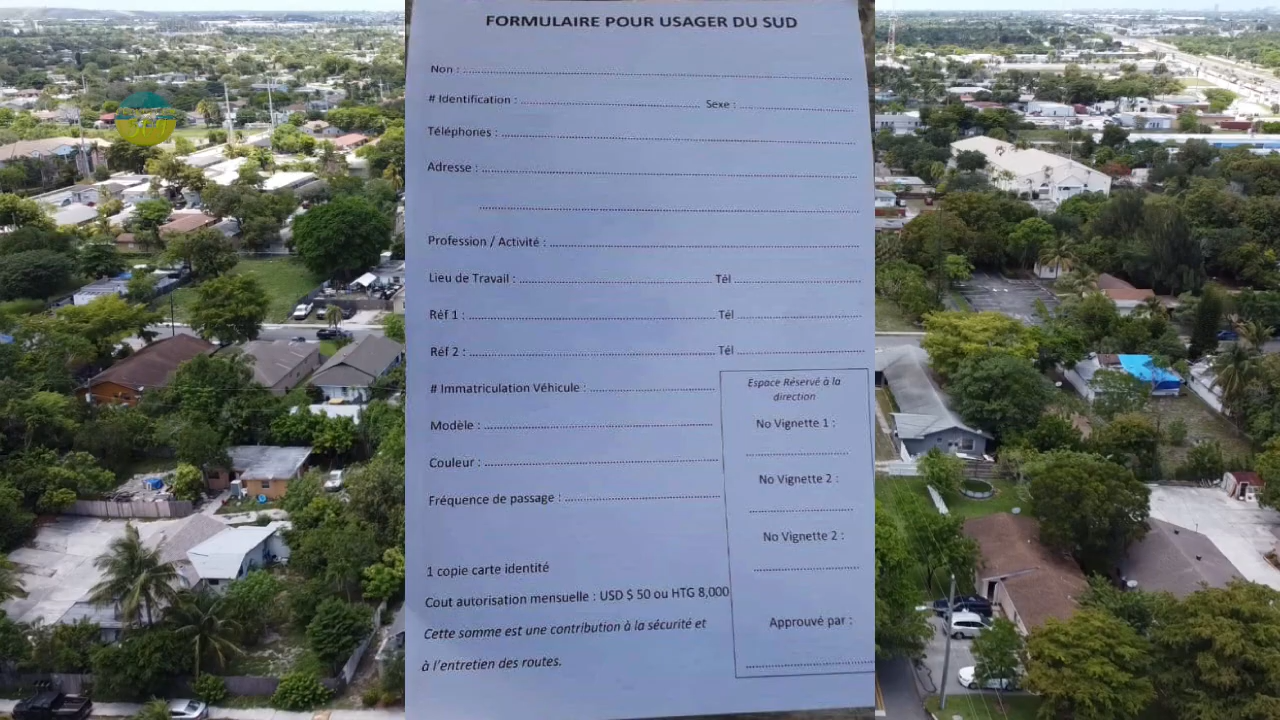 FORMULAIRE POUR USAGER DU SUD
Non :
# Identification : Sexe :
Téléphones :
Adresse :
Profession / Activité :
Lieu de Travail : Tél
Réf 1 : Tél
Réf 2 : Tél
# Immatriculation Véhicule :
Modèle :
Couleur :
Fréquence de passage :
Espace Réservé à la
direction
No Vignette 1 :
No Vignette 2 :
No Vignette 2 :
Approuvé par :
1 copie carte identité
Cout autorisation mensuelle : USD $ 50 ou HTG 8,000
Cette somme est une contribution à la sécurité et
à l'entretien des routes.